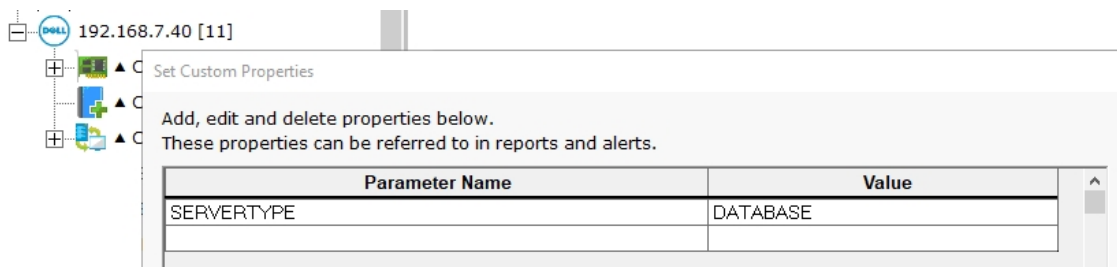 DELL 192.168.7.40 [11]
▲ C Set Custom Properties
▲ C
Add, edit and delete properties below.
▲ C These properties can be referred to in reports and alerts.
Parameter Name Value
SERVERTYPE DATABASE